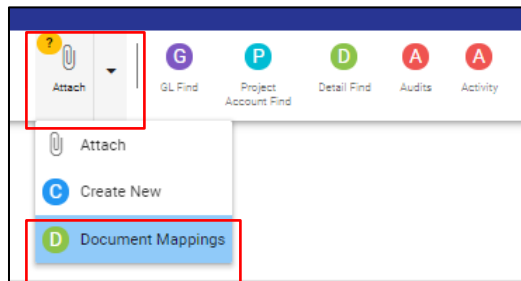 ?
Attach
G
GL Find
P
Project
Account Find
D
Detail Find
A
Audits
A
Activity
Attach
C Create New
D Document Mappings